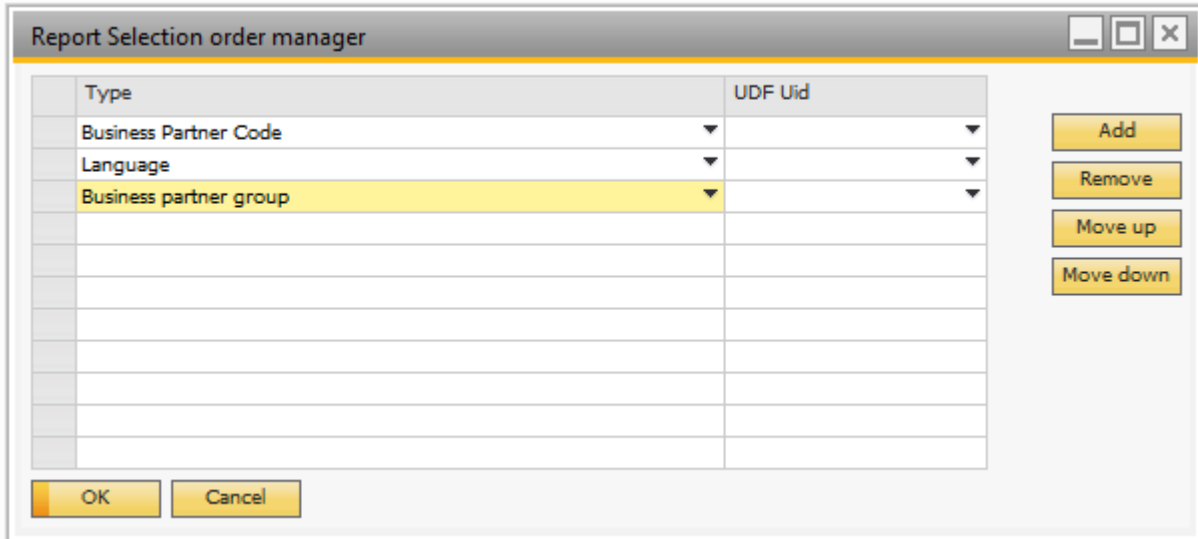 Report Selection order manager
Type UDF Uid
Business Partner Code
Language
Business partner group
Add
Remove
Move up
Move down
OK Cancel